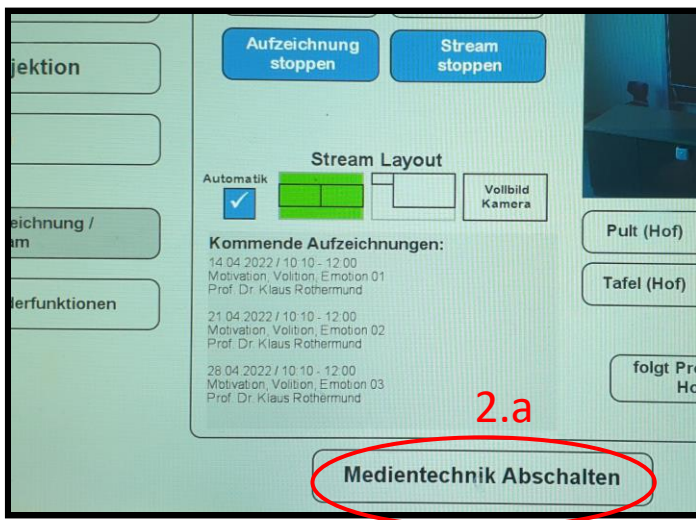 jektion
eichnung /
am
lerfunktionen
Aufzeichnung
stoppen
Stream
stoppen
Stream Layout
Automatik
Vollbild
Kamera
Kommende Aufzeichnungen:
14.04.2022 / 10:10 - 12:00
Motivation, Volition, Emotion 01
Prof. Dr. Klaus Rothermund
21.04.2022 / 10:10 - 12:00
Motivation, Volition, Emotion 02
Prof. Dr. Klaus Rothermund
28.04.2022 / 10:10 - 12:00
Motivation, Volition, Emotion 03
Prof. Dr. Klaus Rothermund
Pult (Hof)
Tafel (Hof)
folgt Pr
Ho
2.a
Medientechnik Abschalten